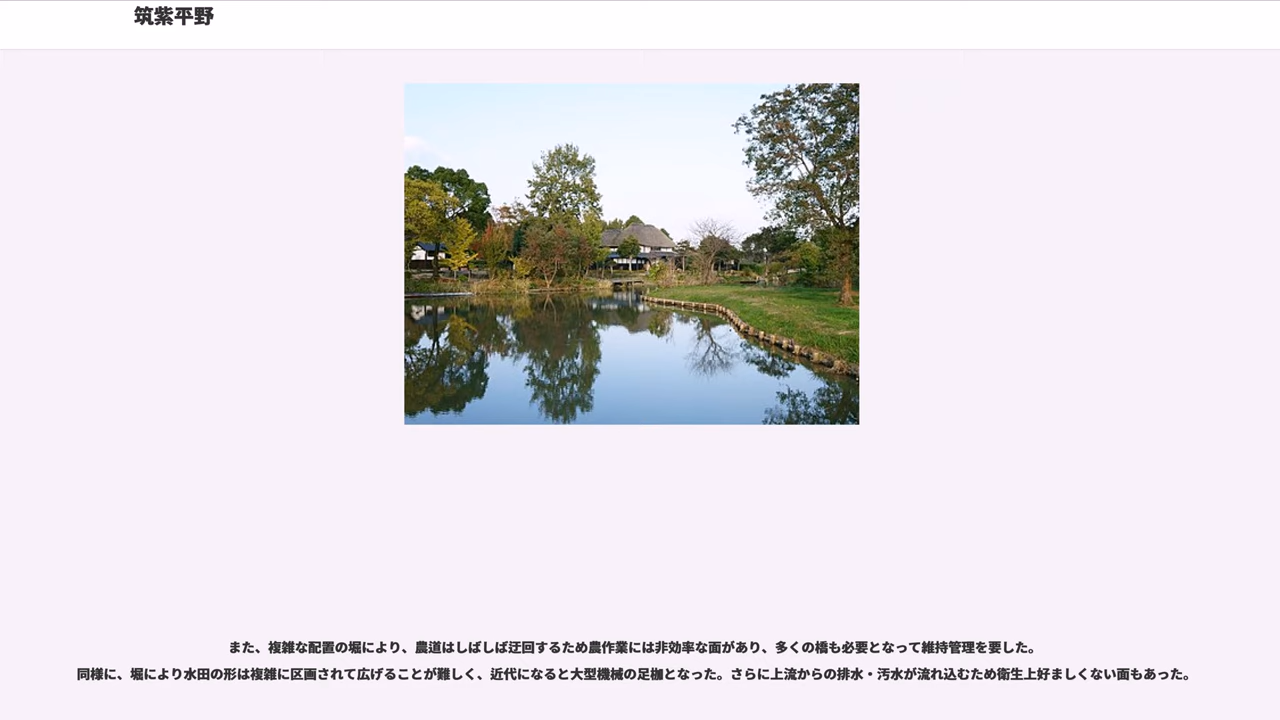 筑紫平野
また、複雑な配置の堀により、農道はしばしば迂回するため農作業には非効率な面があり、多くの橋も必要となって維持管理を要した。
同様に、堀により水田の形は複雑に区画されて広げることが難しく、近代になると大型機械の足枷となった。さらに上流からの排水・汚水が流れ込むため衛生上好ましくない面もあった。